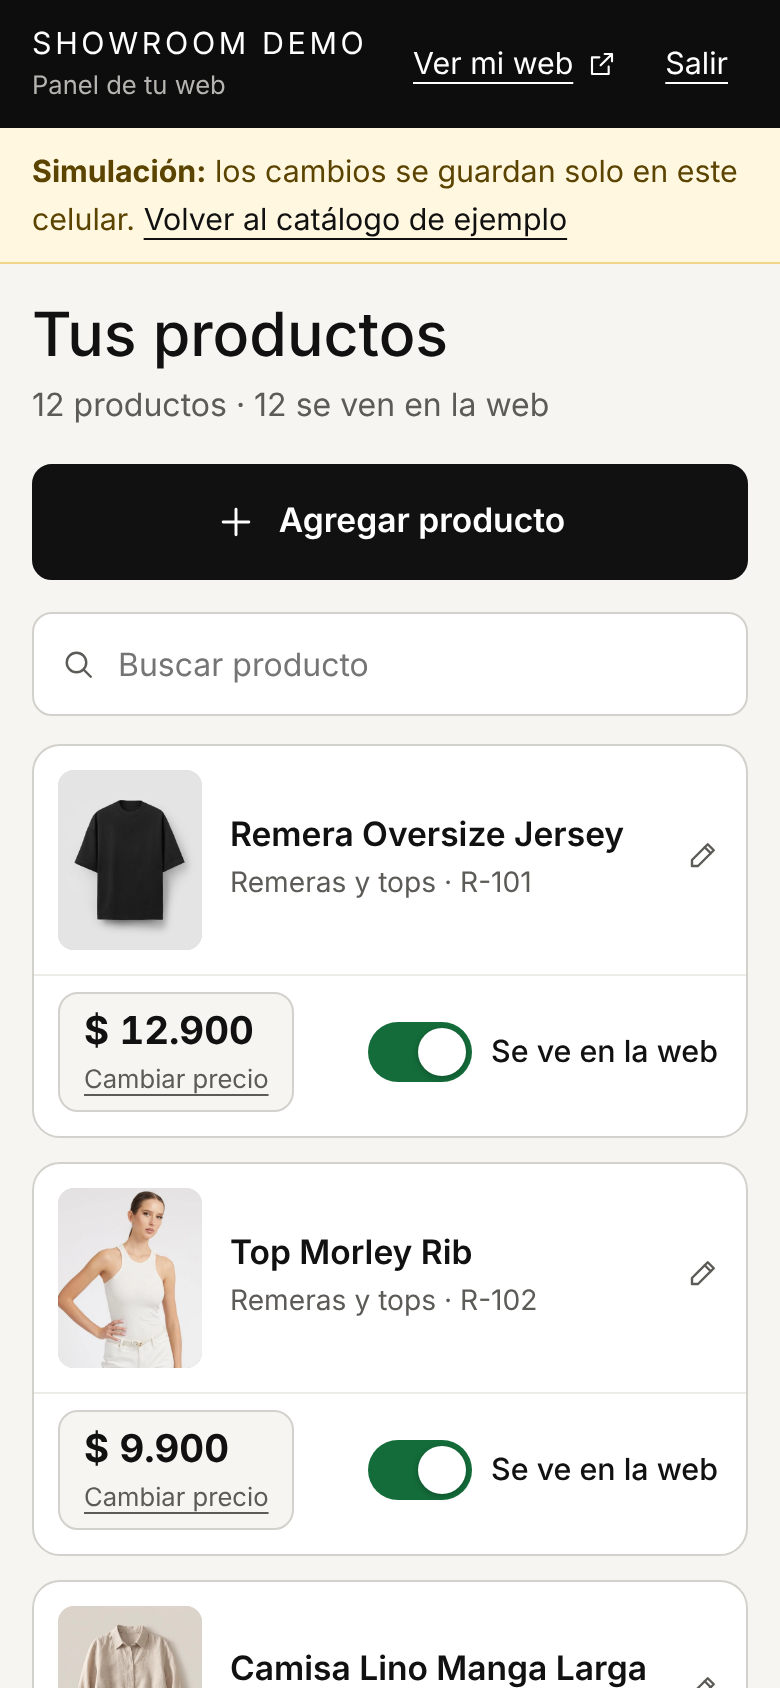 SHOWROOM DEMO
Panel de tu web
Ver mi web
Salir
Simulación: los cambios se guardan solo en este
celular. Volver al catálogo de ejemplo
Tus productos
12 productos · 12 se ven en la web
Agregar producto
Buscar producto
Remera Oversize Jersey
Remeras y tops · R-101
$ 12.900
Cambiar precio
Se ve en la web
Top Morley Rib
Remeras y tops · R-102
$ 9.900
Cambiar precio
Se ve en la web
Camisa Lino Manga Larga